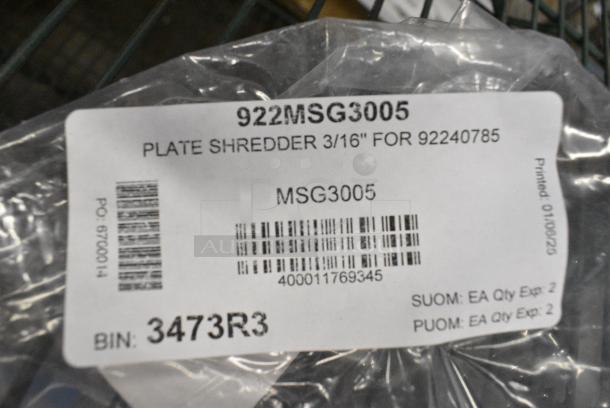 922MSG3005
PLATE SHREDDER 3/16" FOR 92240785
MSG3005
400011769345
PO: 6700014
Printed: 01/06/25
SUOM: EA Qty Exp: 2
PUOM: EA Qty Exp: 2
BIN: 3473R3